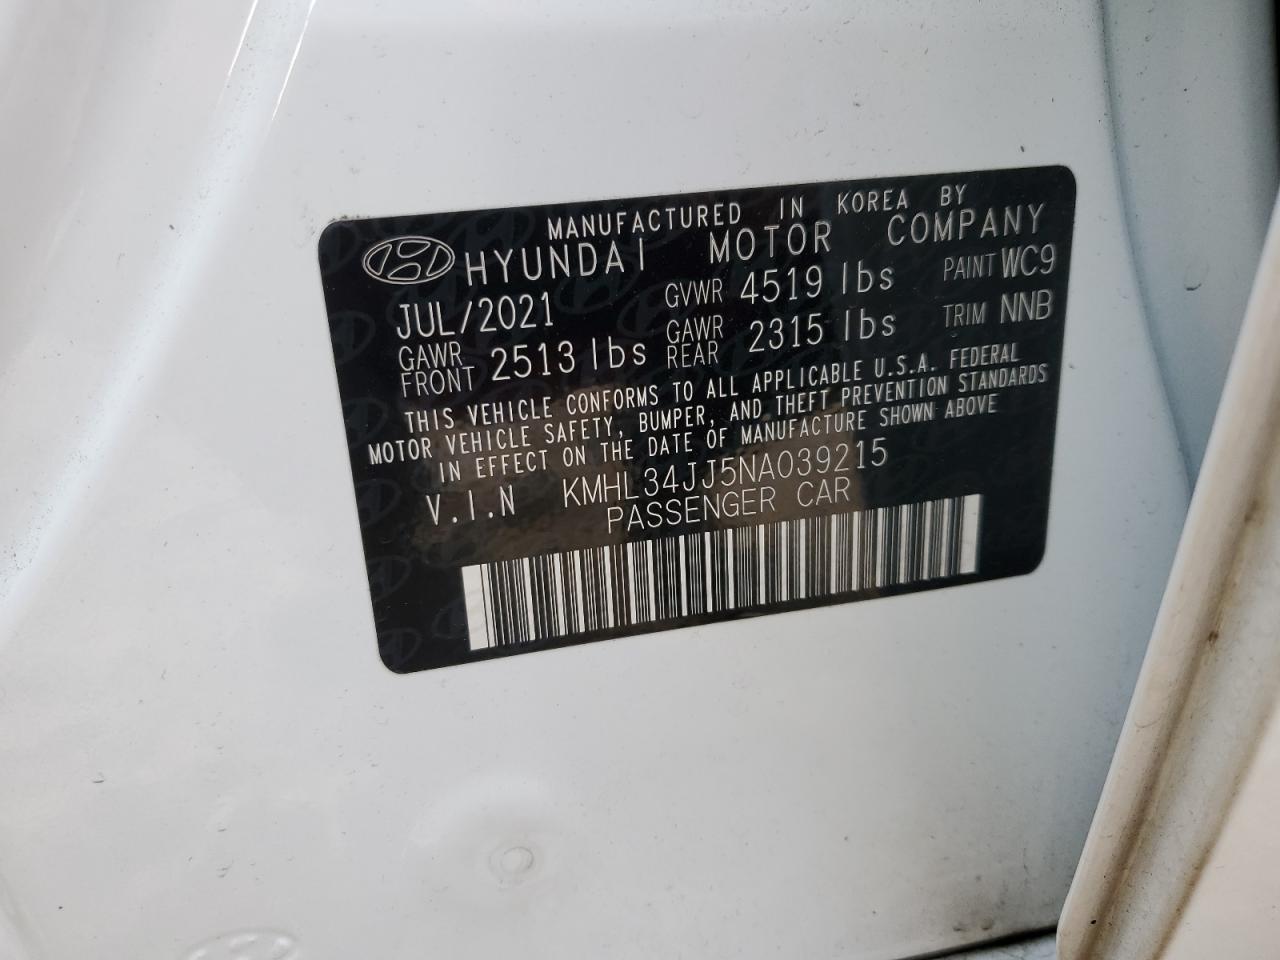 MANUFACTURED IN KOREA BY
HYUNDAI MOTOR COMPANY
JUL/2021 GVWR 4519 lbs PAINT WC9
GAWR FRONT 2513 lbs GAWR REAR 2315 lbs TRIM NNB
THIS VEHICLE CONFORMS TO ALL APPLICABLE U.S.A. FEDERAL
MOTOR VEHICLE SAFETY, BUMPER, AND THEFT PREVENTION STANDARDS
IN EFFECT ON THE DATE OF MANUFACTURE SHOWN ABOVE
V.I.N KMHL34JJ5NA039215
PASSENGER CAR